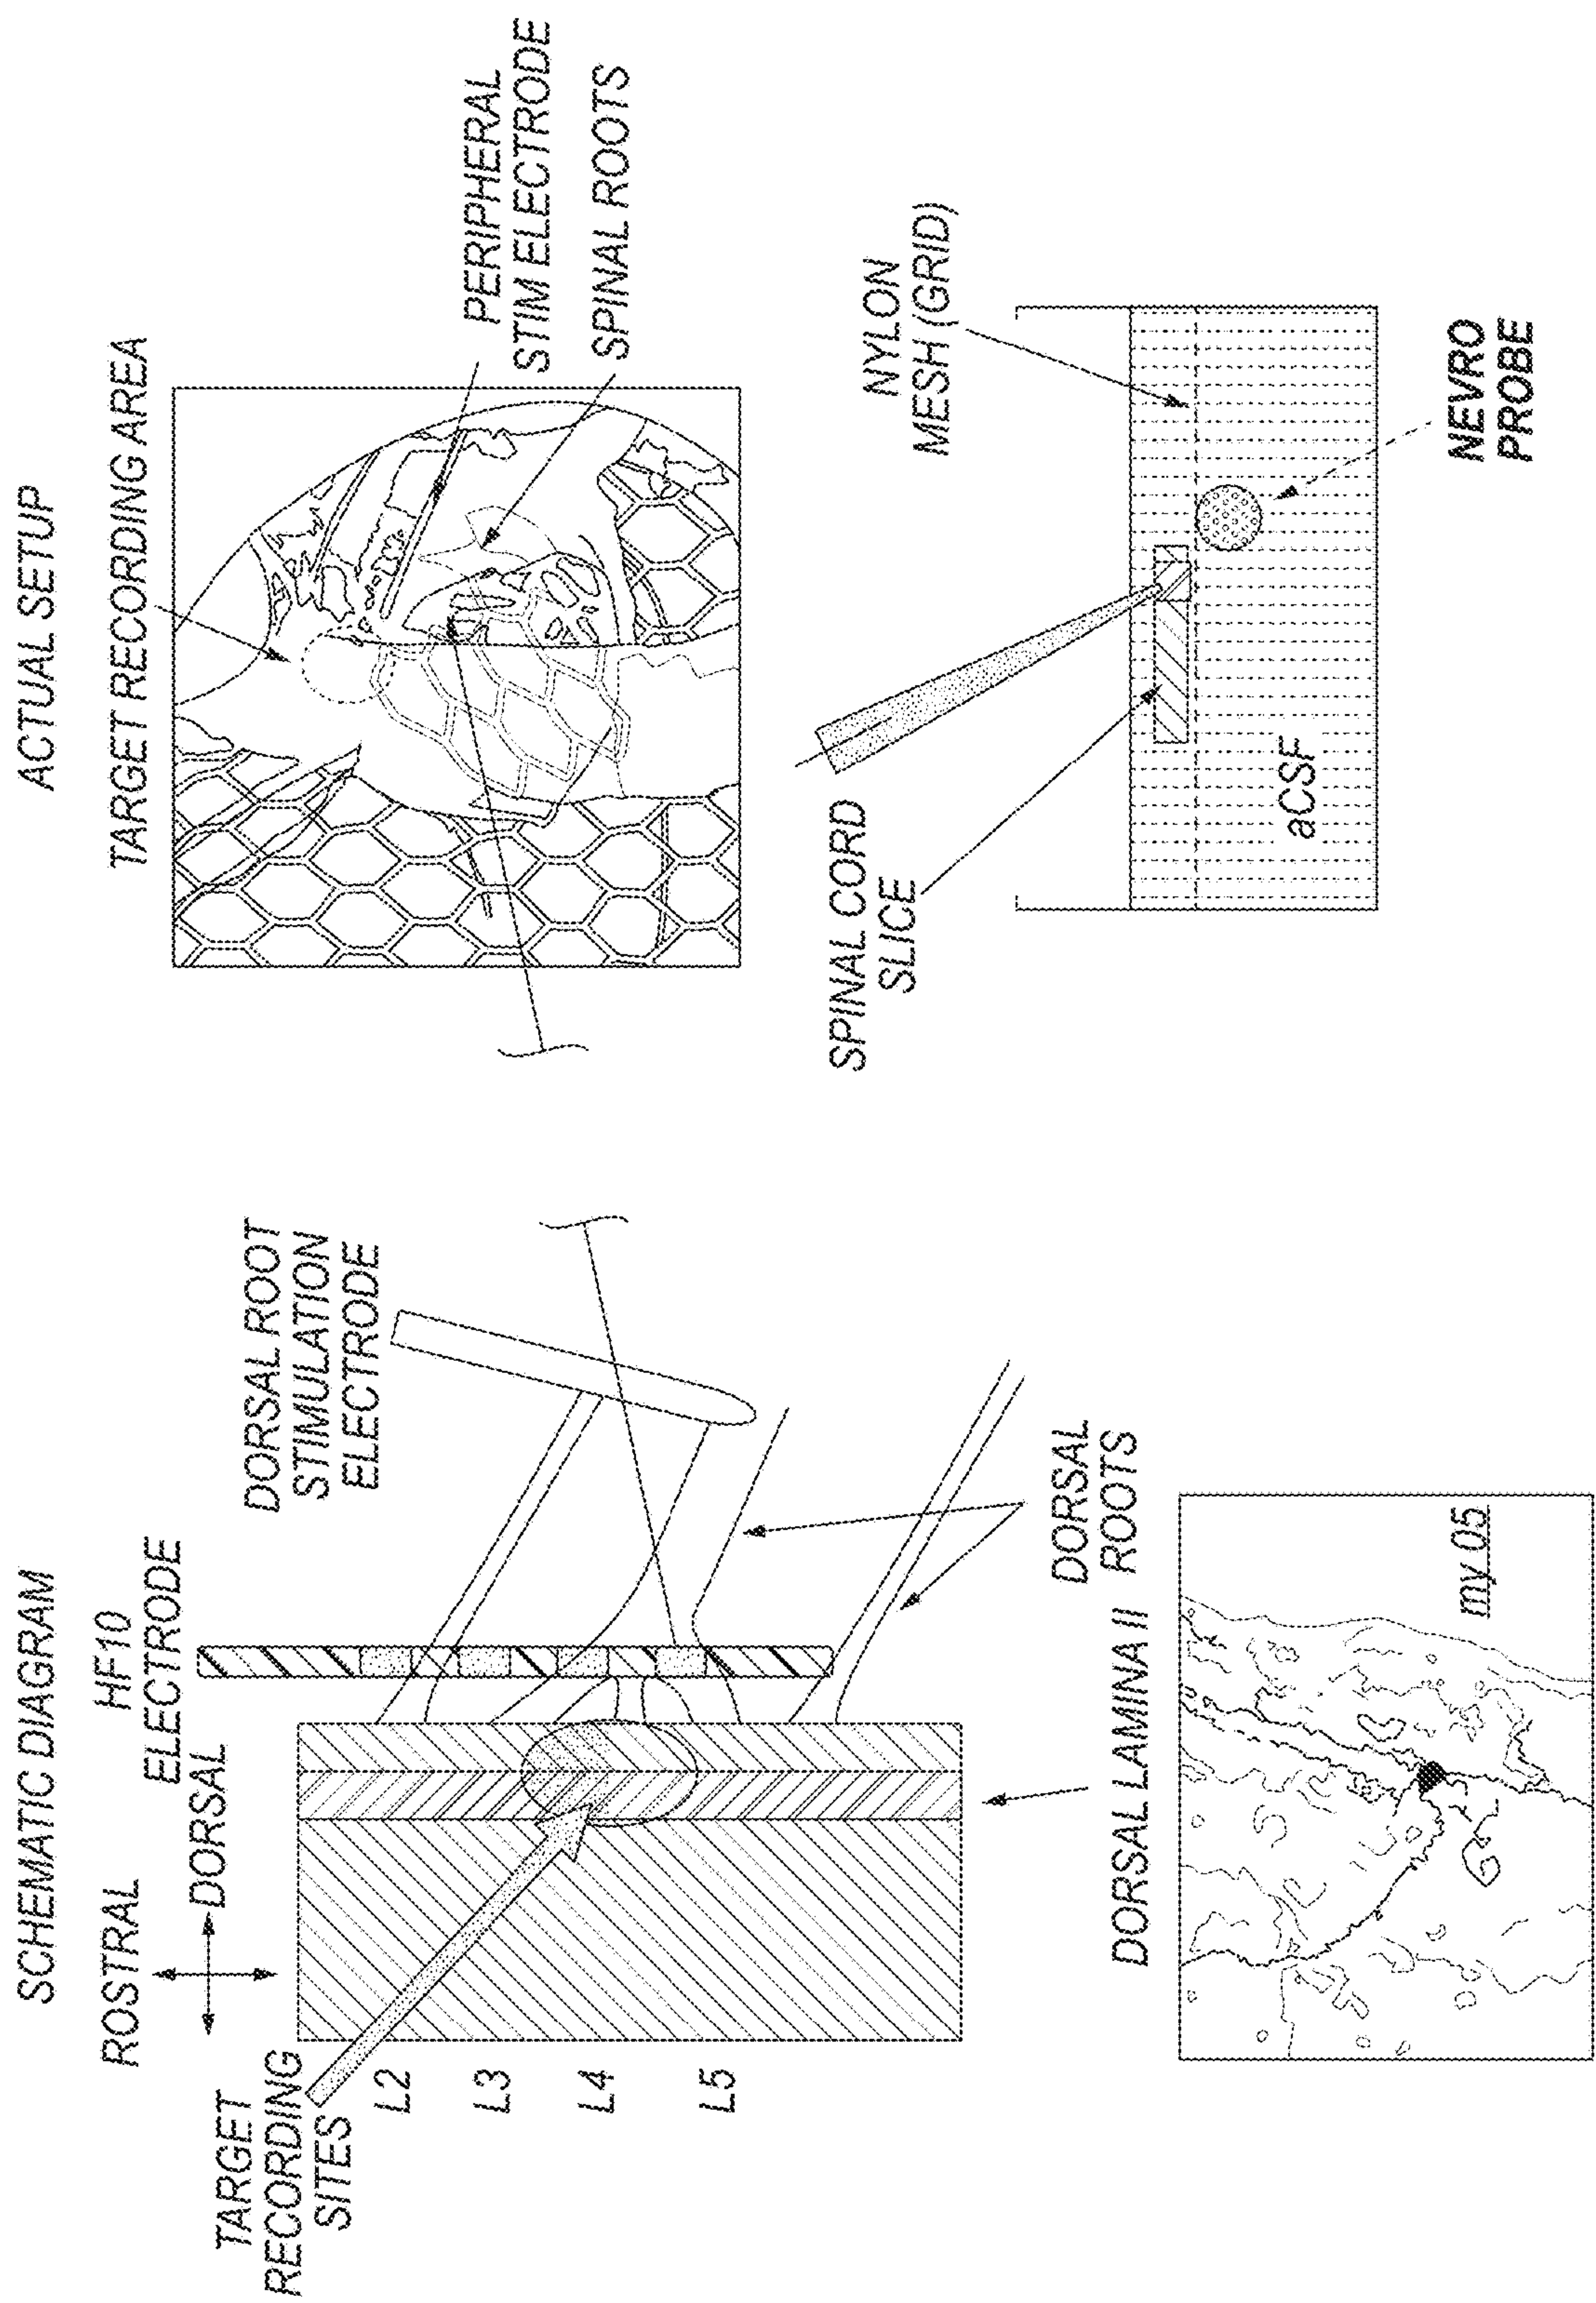 SCHEMATIC DIAGRAM
ROSTRAL
DORSAL
HF10
ELECTRODE
TARGET
RECORDING
SITES
L2
L3
L4
L5
DORSAL ROOT
STIMULATION
ELECTRODE
DORSAL
ROOTS
DORSAL LAMINA II
my 05
ACTUAL SETUP
TARGET RECORDING AREA
PERIPHERAL
STIM ELECTRODE
SPINAL ROOTS
SPINAL CORD
SLICE
NYLON
MESH (GRID)
aCSF
NEVRO
PROBE